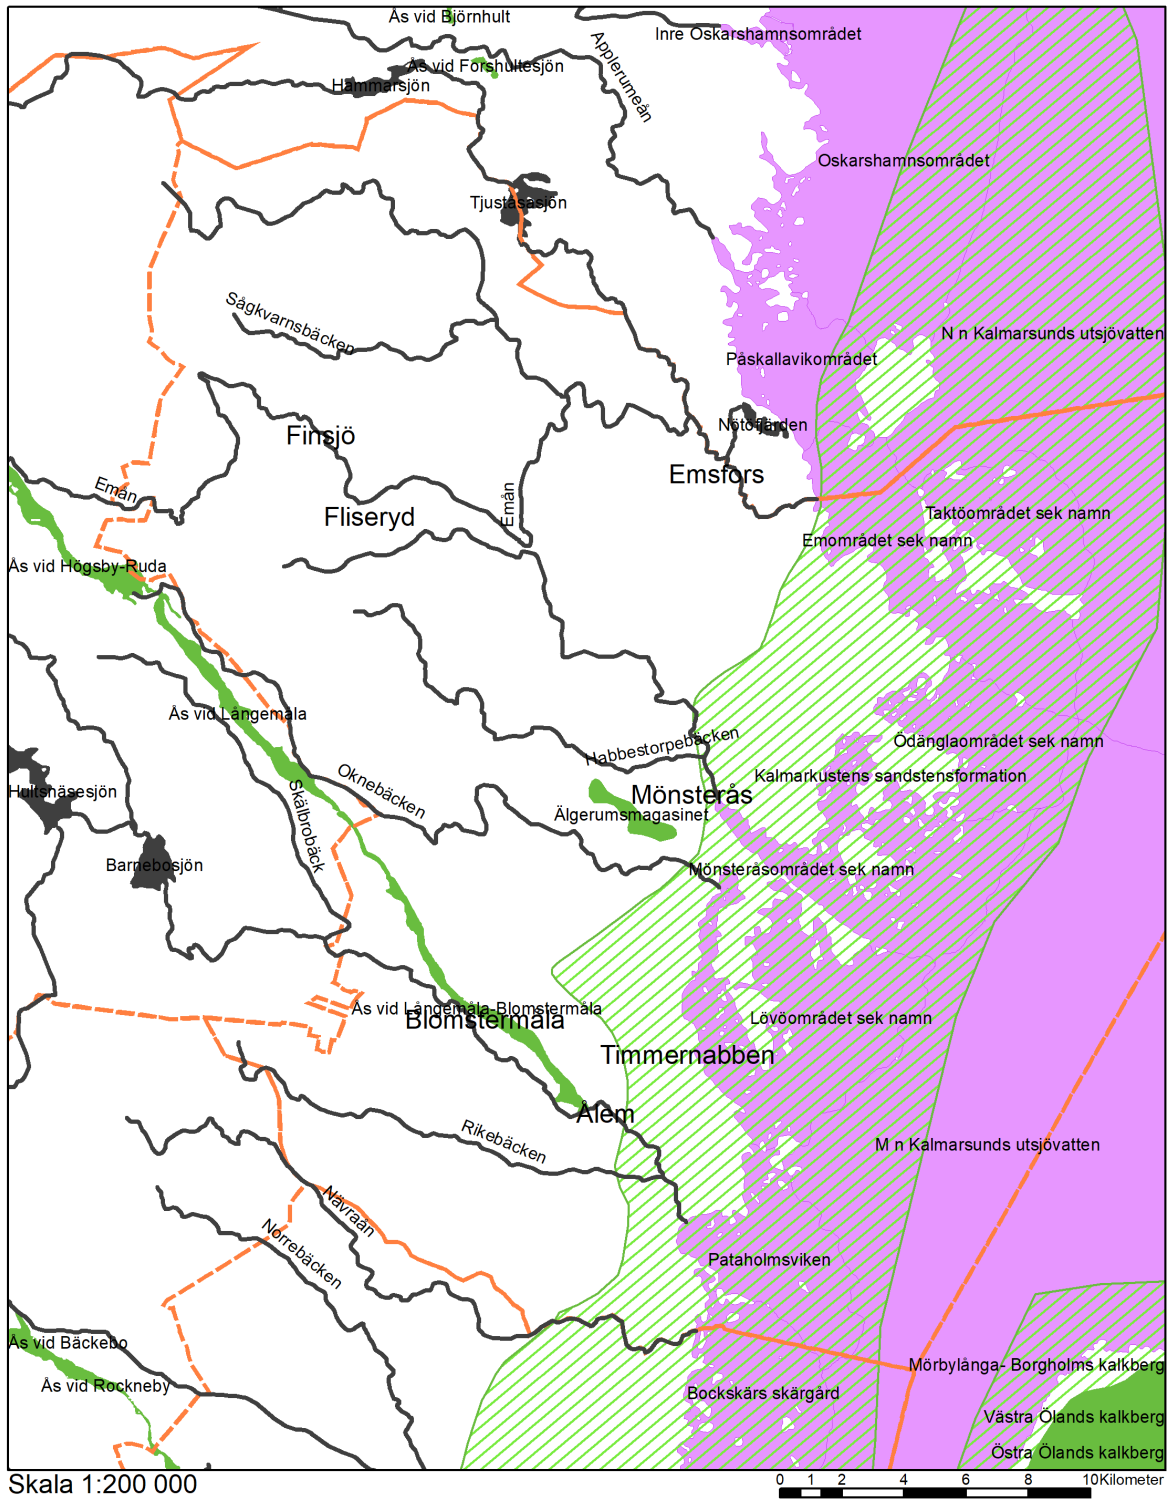 Ås vid Björnhult
Inre Oskarshamnsområdet
Applerumeån
Ås vid Forshultesjön
Hammarsjön
Oskarshamnsområdet
Tjuståsasjön
Sågkvarnsbäcken
N n Kalmarsunds utsjövatten
Påskallavikområdet
Nötöfjärden
Finsjö
Emsfors
Emån
Emån
Fliseryd
Taktöområdet sek namn
Emområdet sek namn
Ås vid Högsby-Ruda
Ås vid Långemåla
Habbestorpebäcken
Ödänglaområdet sek namn
Oknebäcken
Kalmarkustens sandstensformation
Hultsnäsesjön
Skälbrobäck
Mönsterås
Älgerumsmagasinet
Barnebosjön
Mönsteråsområdet sek namn
Ås vid Långemåla-Blomstermåla
Blomstermåla
Lövöområdet sek namn
Timmernabben
Ålem
Rikebäcken
M n Kalmarsunds utsjövatten
Nävraån
Norrebäcken
Pataholmsviken
Ås vid Bäckebo
Mörbylånga- Borgholms kalkberg
Ås vid Rockneby
Bockskärs skärgård
Västra Ölands kalkberg
Östra Ölands kalkberg
Skala 1:200 000
0 1 2 4 6 8 10 Kilometer